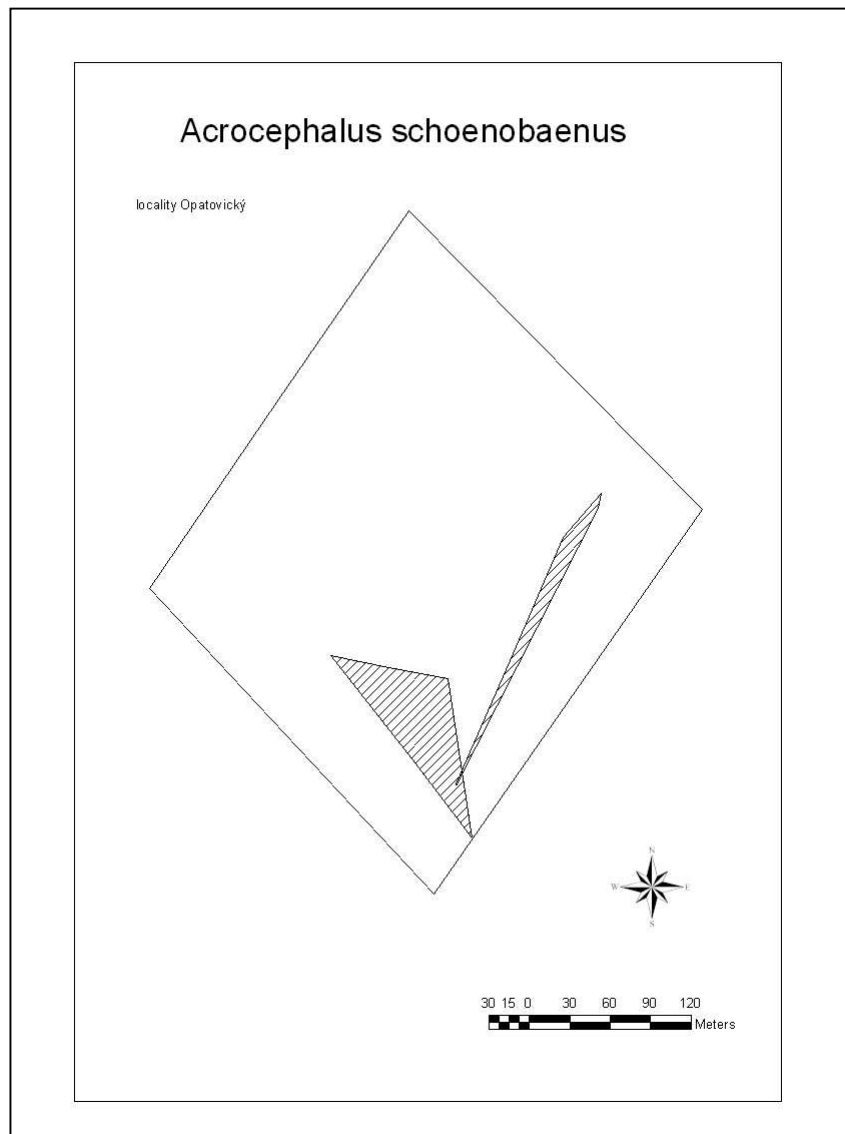 Acrocephalus schoenobaenus
locality Opatovický
N
W E
S
30 15 0 30 60 90 120
Meters